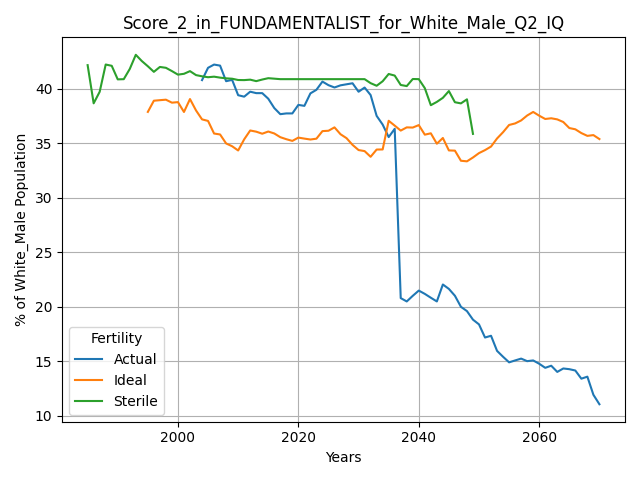 Score_2_in_FUNDAMENTALIST_for_White_Male_Q2_IQ
% of White_Male Population
40
35
30
25
20
15
10
Fertility
Actual
Ideal
Sterile
2000 2020 2040 2060
Years